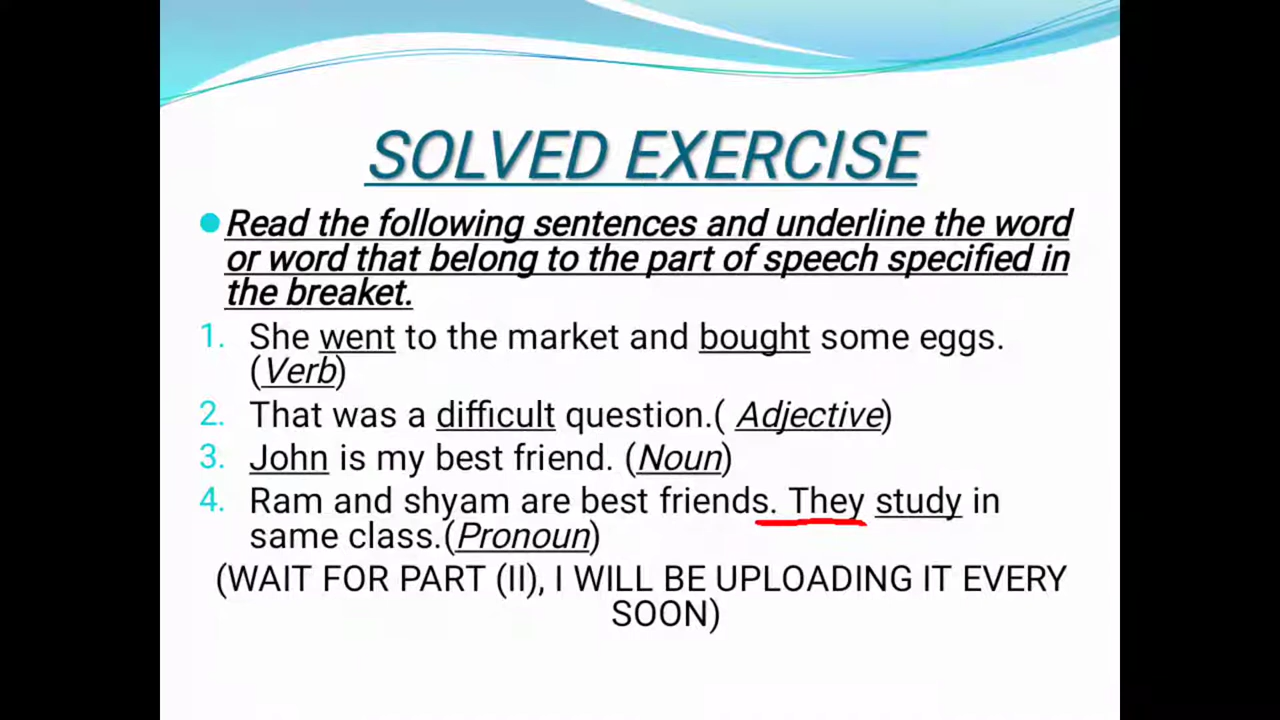 SOLVED EXERCISE
Read the following sentences and underline the word
or word that belong to the part of speech specified in
the breaket.
1. She went to the market and bought some eggs.
(Verb)
2. That was a difficult question.( Adjective)
3. John is my best friend. (Noun)
4. Ram and shyam are best friends. They study in
same class.(Pronoun)
(WAIT FOR PART (II), I WILL BE UPLOADING IT EVERY
SOON)